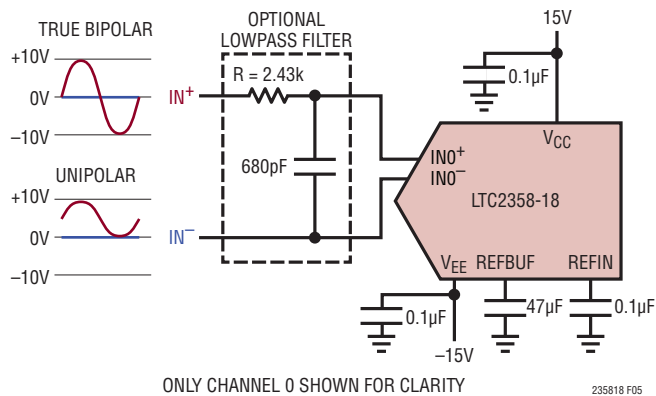 TRUE BIPOLAR
+10V
0V
–10V
UNIPOLAR
+10V
0V
–10V
OPTIONAL
LOWPASS FILTER
R = 2.43k
IN+
680pF
IN–
15V
0.1µF
VCC
IN0+
IN0–
LTC2358-18
VEE REFBUF REFIN
0.1µF
47µF
0.1µF
–15V
ONLY CHANNEL 0 SHOWN FOR CLARITY
235818 F05